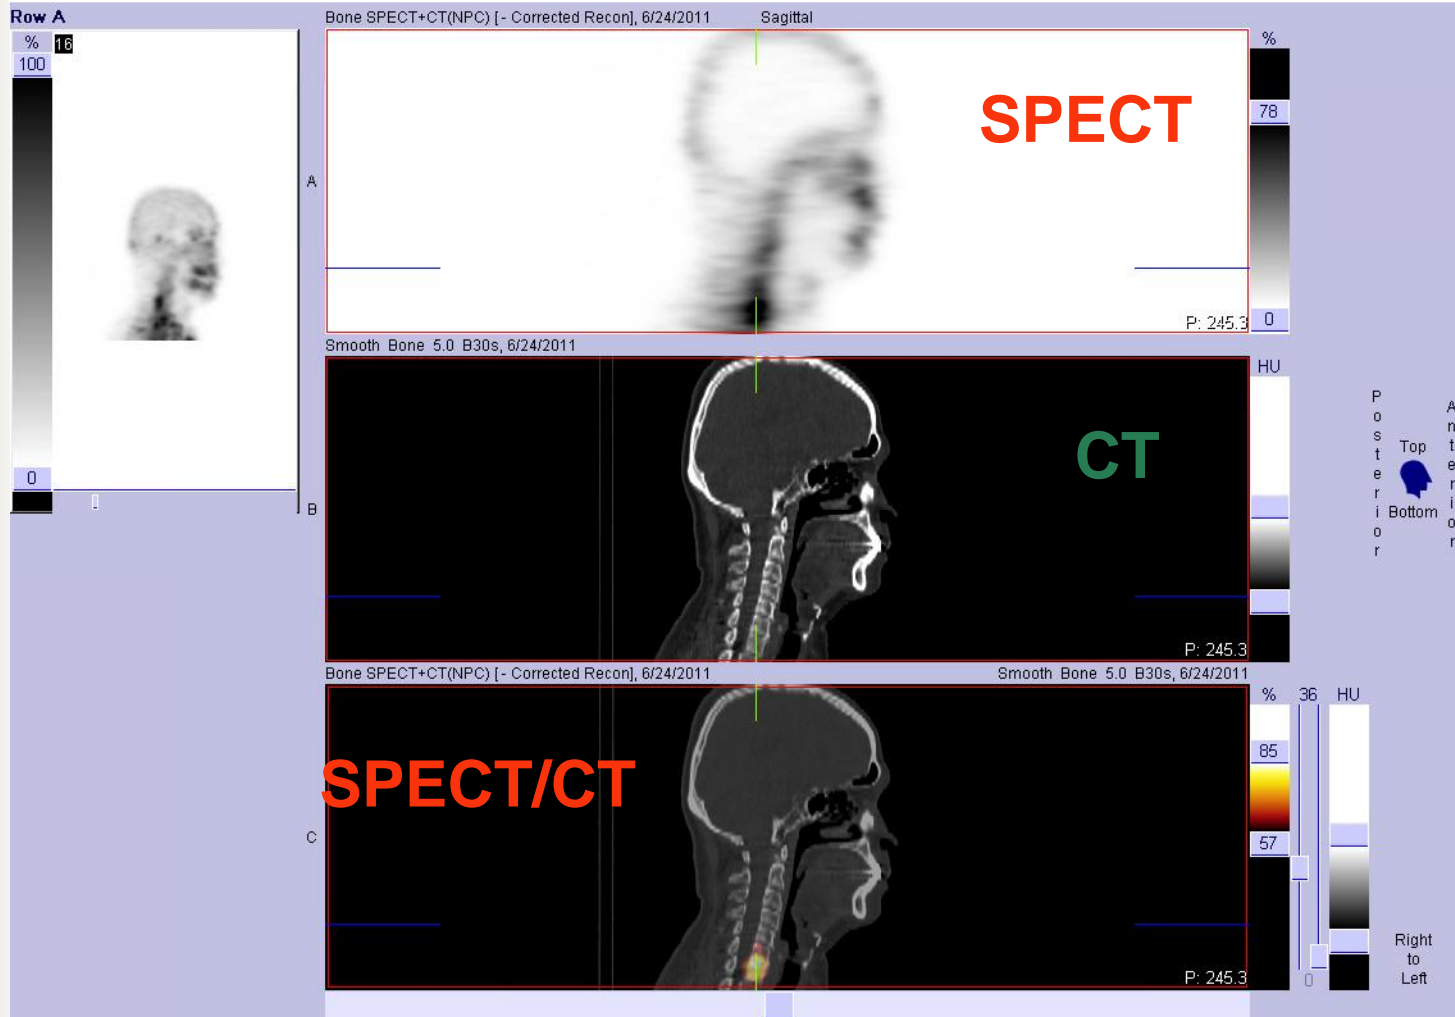 Row A
Bone SPECT+CT(NPC) [ - Corrected Recon], 6/24/2011 Sagittal
% 16
100
0
A
SPECT
%
78
0
P: 245.3
Smooth Bone 5.0 B30s, 6/24/2011
B
CT
HU
P: 245.3
Posterior
Top
Bottom
Anterior
Bone SPECT+CT(NPC) [ - Corrected Recon], 6/24/2011 Smooth Bone 5.0 B30s, 6/24/2011
C
SPECT/CT
% 36 HU
85
57
0
P: 245.3
Right
to
Left